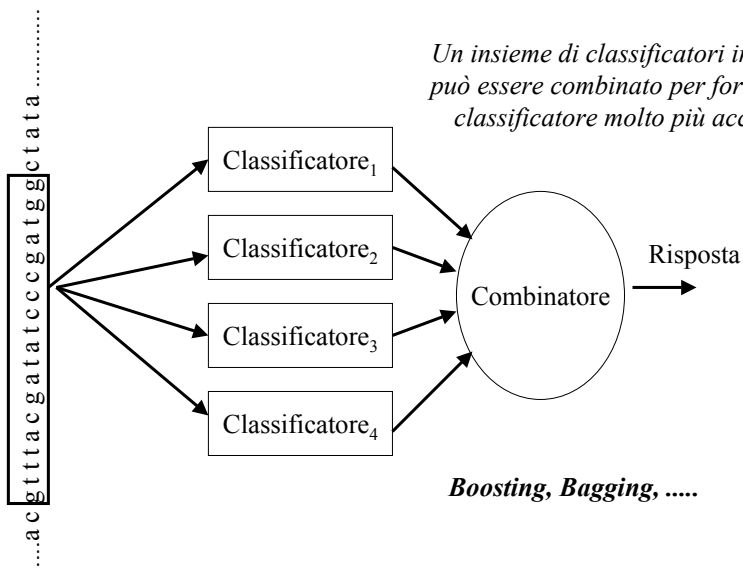 Un insieme di classificatori in
può essere combinato per for
classificatore molto più acc
....a c g t t t a c g a t a t c c c g a t g g c t a t a ............
Classificatore1
Classificatore2
Classificatore3
Classificatore4
Combinatore
Risposta
Boosting, Bagging, .....